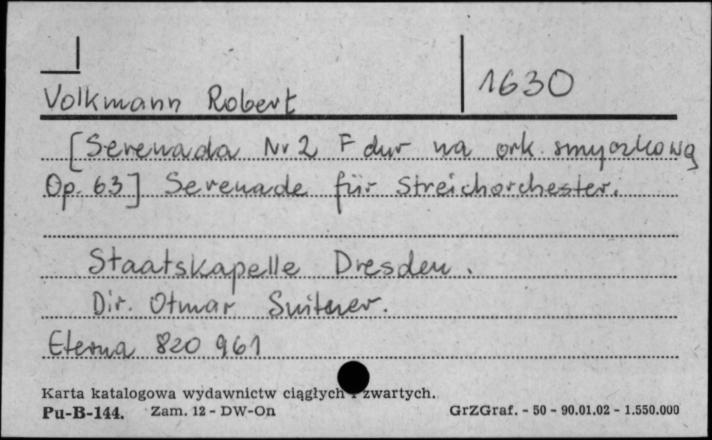 Volkmann Robert
1630
[Serenada Nr 2 F dur na ork. smyczkową
Op. 63] Serenade für Streichorchester.
Staatskapelle Dresden.
Dir. Otmar Suitner.
Eterna 820 961
Karta katalogowa wydawnictw ciągłych i zwartych.
Pu-B-144. Zam. 12 - DW-On GrZGraf. - 50 - 90.01.02 - 1.550.000